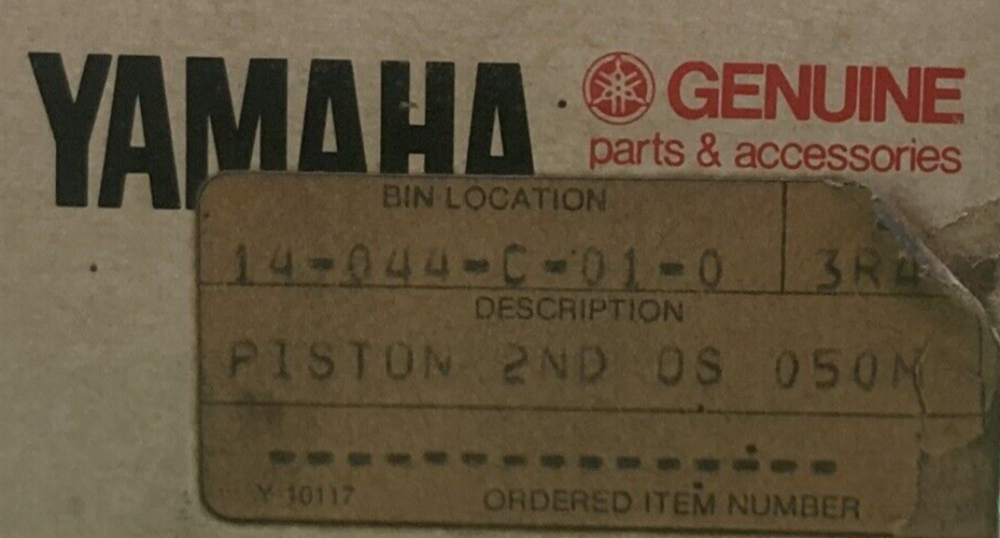 YAMAHA GENUINE
parts & accessories
BIN LOCATION
14-044-C-01-0 3R4
DESCRIPTION
PISTON 2ND OS 050M
---------------
Y-10117 ORDERED ITEM NUMBER